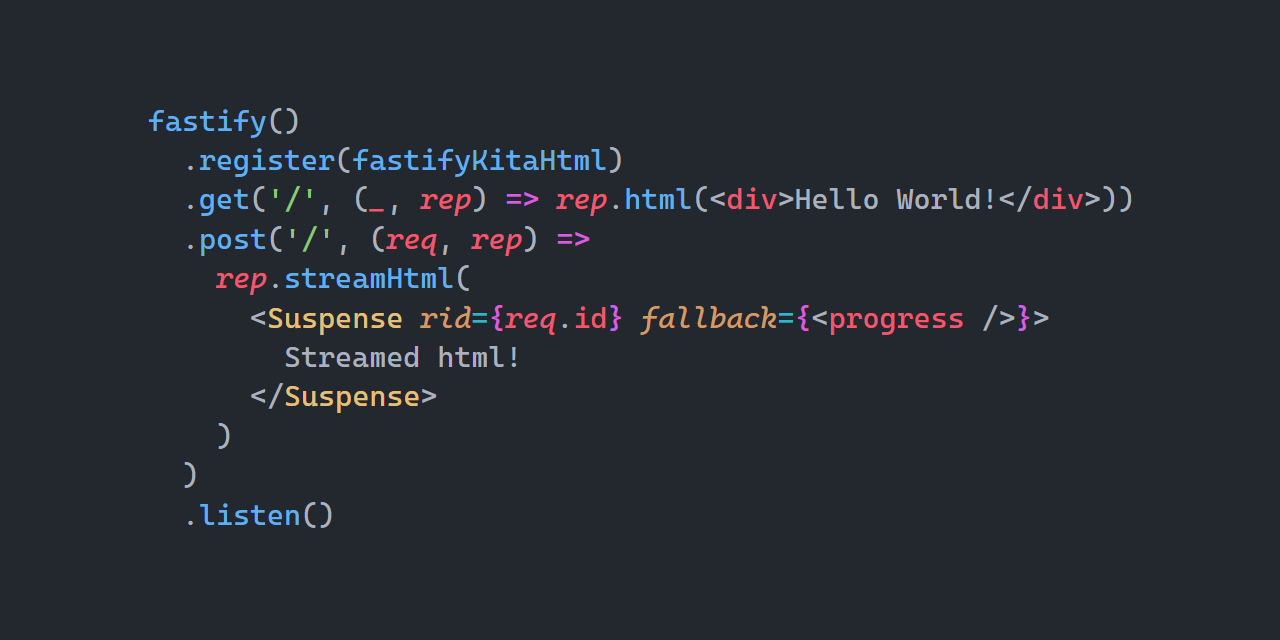 fastify()
  .register(fastifyKitaHtml)
  .get('/', (_, rep) => rep.html(<div>Hello World!</div>))
  .post('/', (req, rep) =>
    rep.streamHtml(
      <Suspense rid={req.id} fallback={<progress />}>
        Streamed html!
      </Suspense>
    )
  )
  .listen()